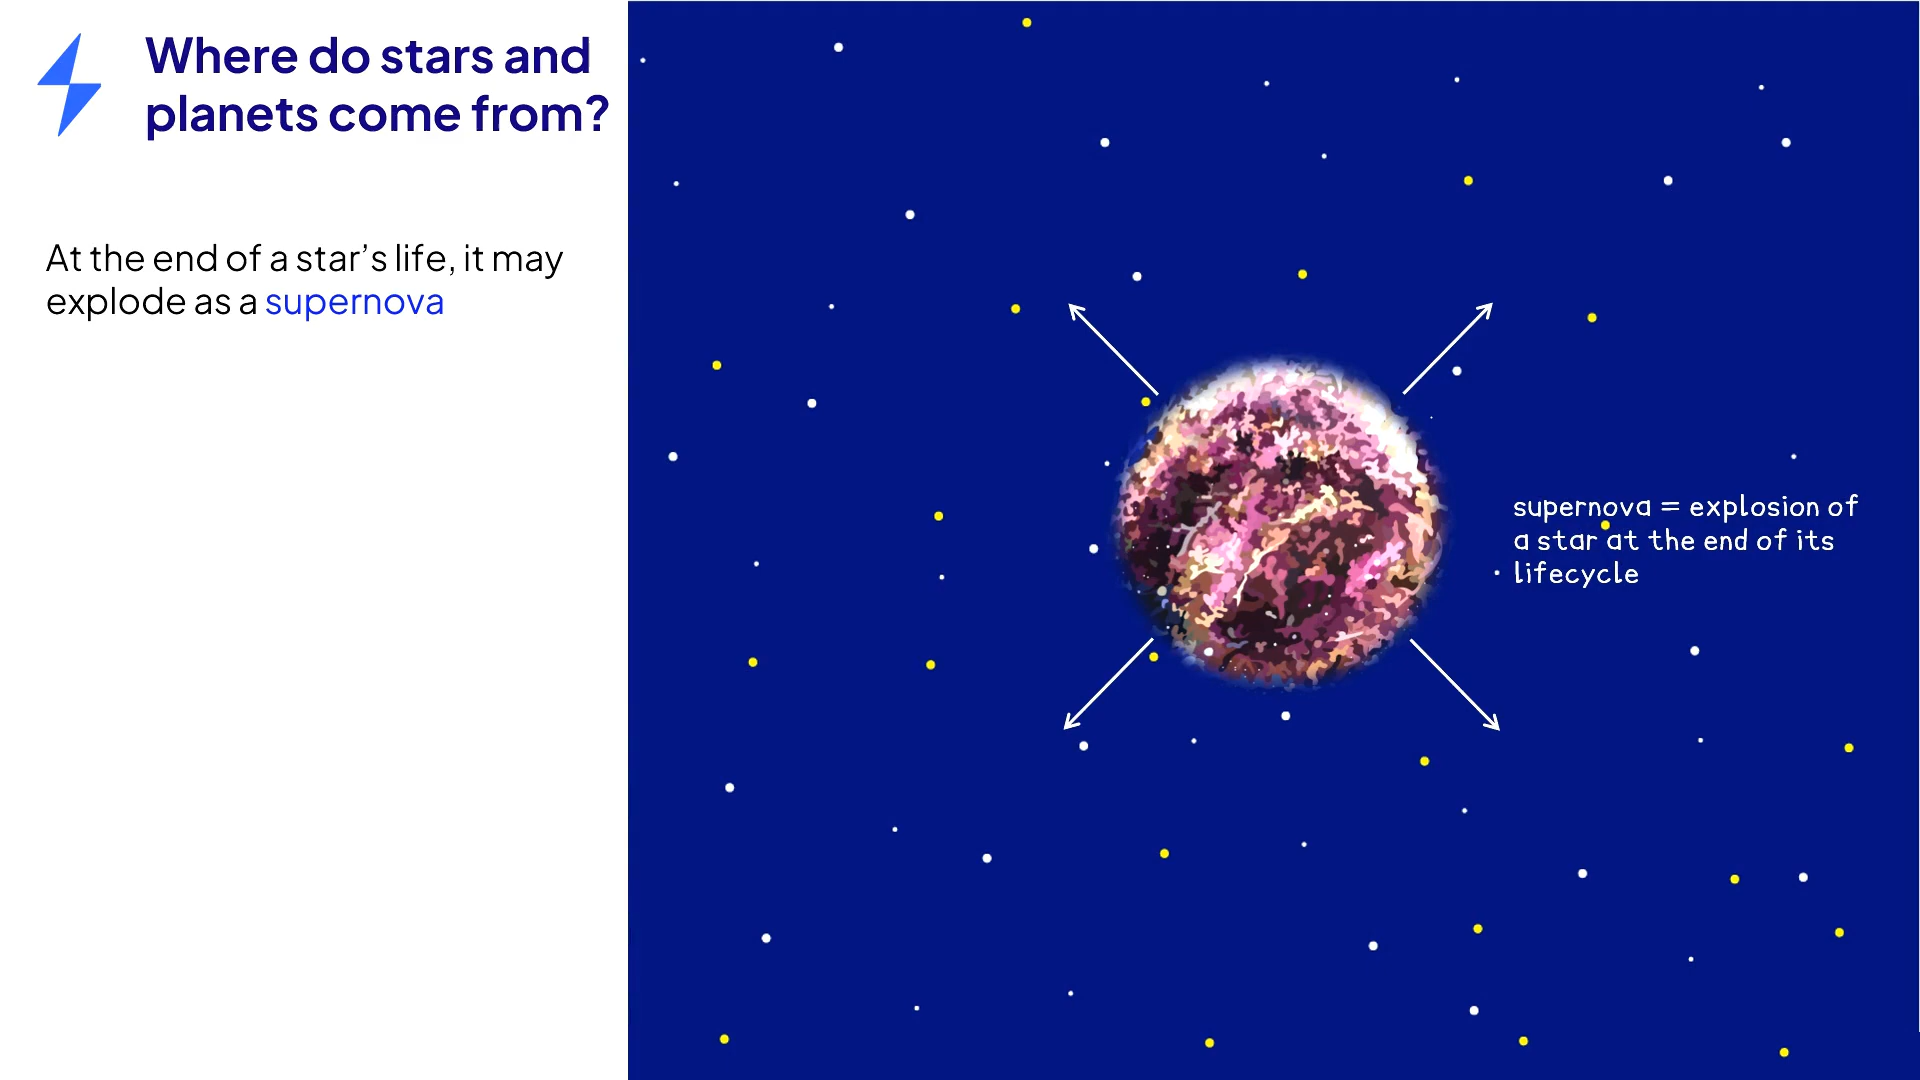 Where do stars and
planets come from?
At the end of a star’s life, it may
explode as a supernova
supernova = explosion of
a star at the end of its
lifecycle